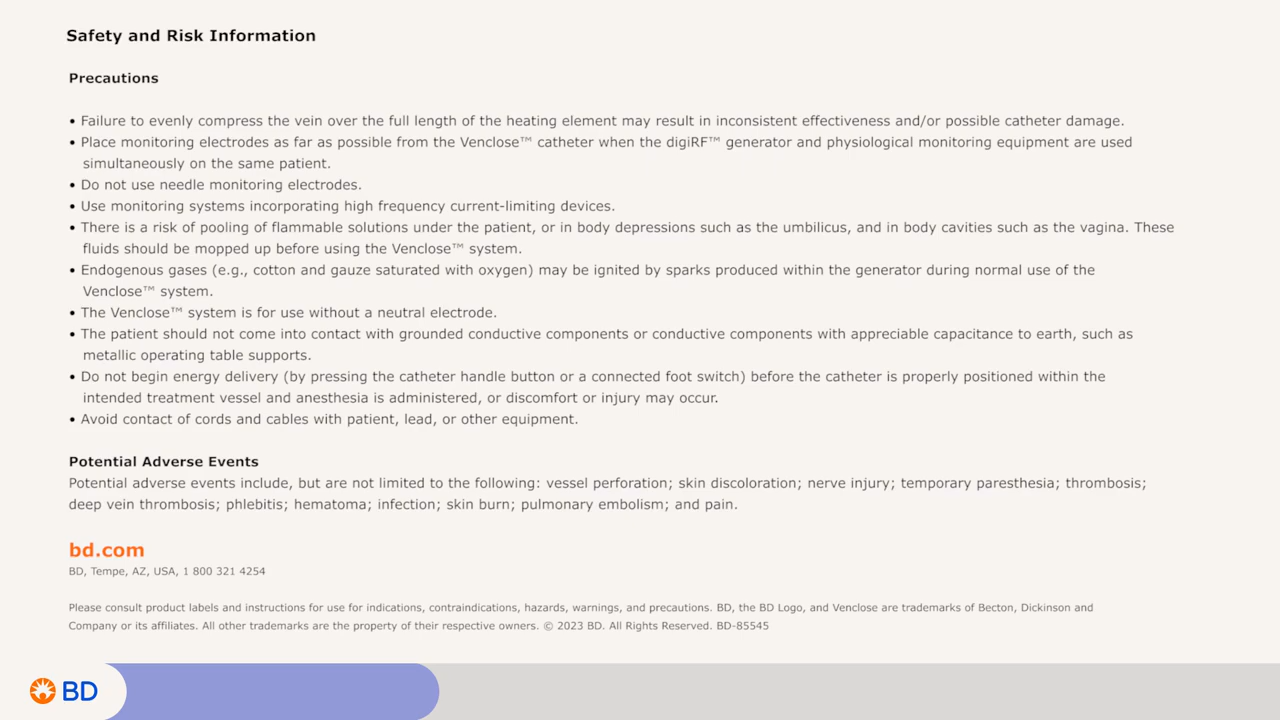 Safety and Risk Information
Precautions
• Failure to evenly compress the vein over the full length of the heating element may result in inconsistent effectiveness and/or possible catheter damage.
• Place monitoring electrodes as far as possible from the Venclose™ catheter when the digiRF™ generator and physiological monitoring equipment are used
simultaneously on the same patient.
• Do not use needle monitoring electrodes.
• Use monitoring systems incorporating high frequency current-limiting devices.
• There is a risk of pooling of flammable solutions under the patient, or in body depressions such as the umbilicus, and in body cavities such as the vagina. These
fluids should be mopped up before using the Venclose™ system.
• Endogenous gases (e.g., cotton and gauze saturated with oxygen) may be ignited by sparks produced within the generator during normal use of the
Venclose™ system.
• The Venclose™ system is for use without a neutral electrode.
• The patient should not come into contact with grounded conductive components or conductive components with appreciable capacitance to earth, such as
metallic operating table supports.
• Do not begin energy delivery (by pressing the catheter handle button or a connected foot switch) before the catheter is properly positioned within the
intended treatment vessel and anesthesia is administered, or discomfort or injury may occur.
• Avoid contact of cords and cables with patient, lead, or other equipment.
Potential Adverse Events
Potential adverse events include, but are not limited to the following: vessel perforation; skin discoloration; nerve injury; temporary paresthesia; thrombosis;
deep vein thrombosis; phlebitis; hematoma; infection; skin burn; pulmonary embolism; and pain.
bd.com
BD, Tempe, AZ, USA, 1 800 321 4254
Please consult product labels and instructions for use for indications, contraindications, hazards, warnings, and precautions. BD, the BD Logo, and Venclose are trademarks of Becton, Dickinson and
Company or its affiliates. All other trademarks are the property of their respective owners. © 2023 BD. All Rights Reserved. BD-85545
BD